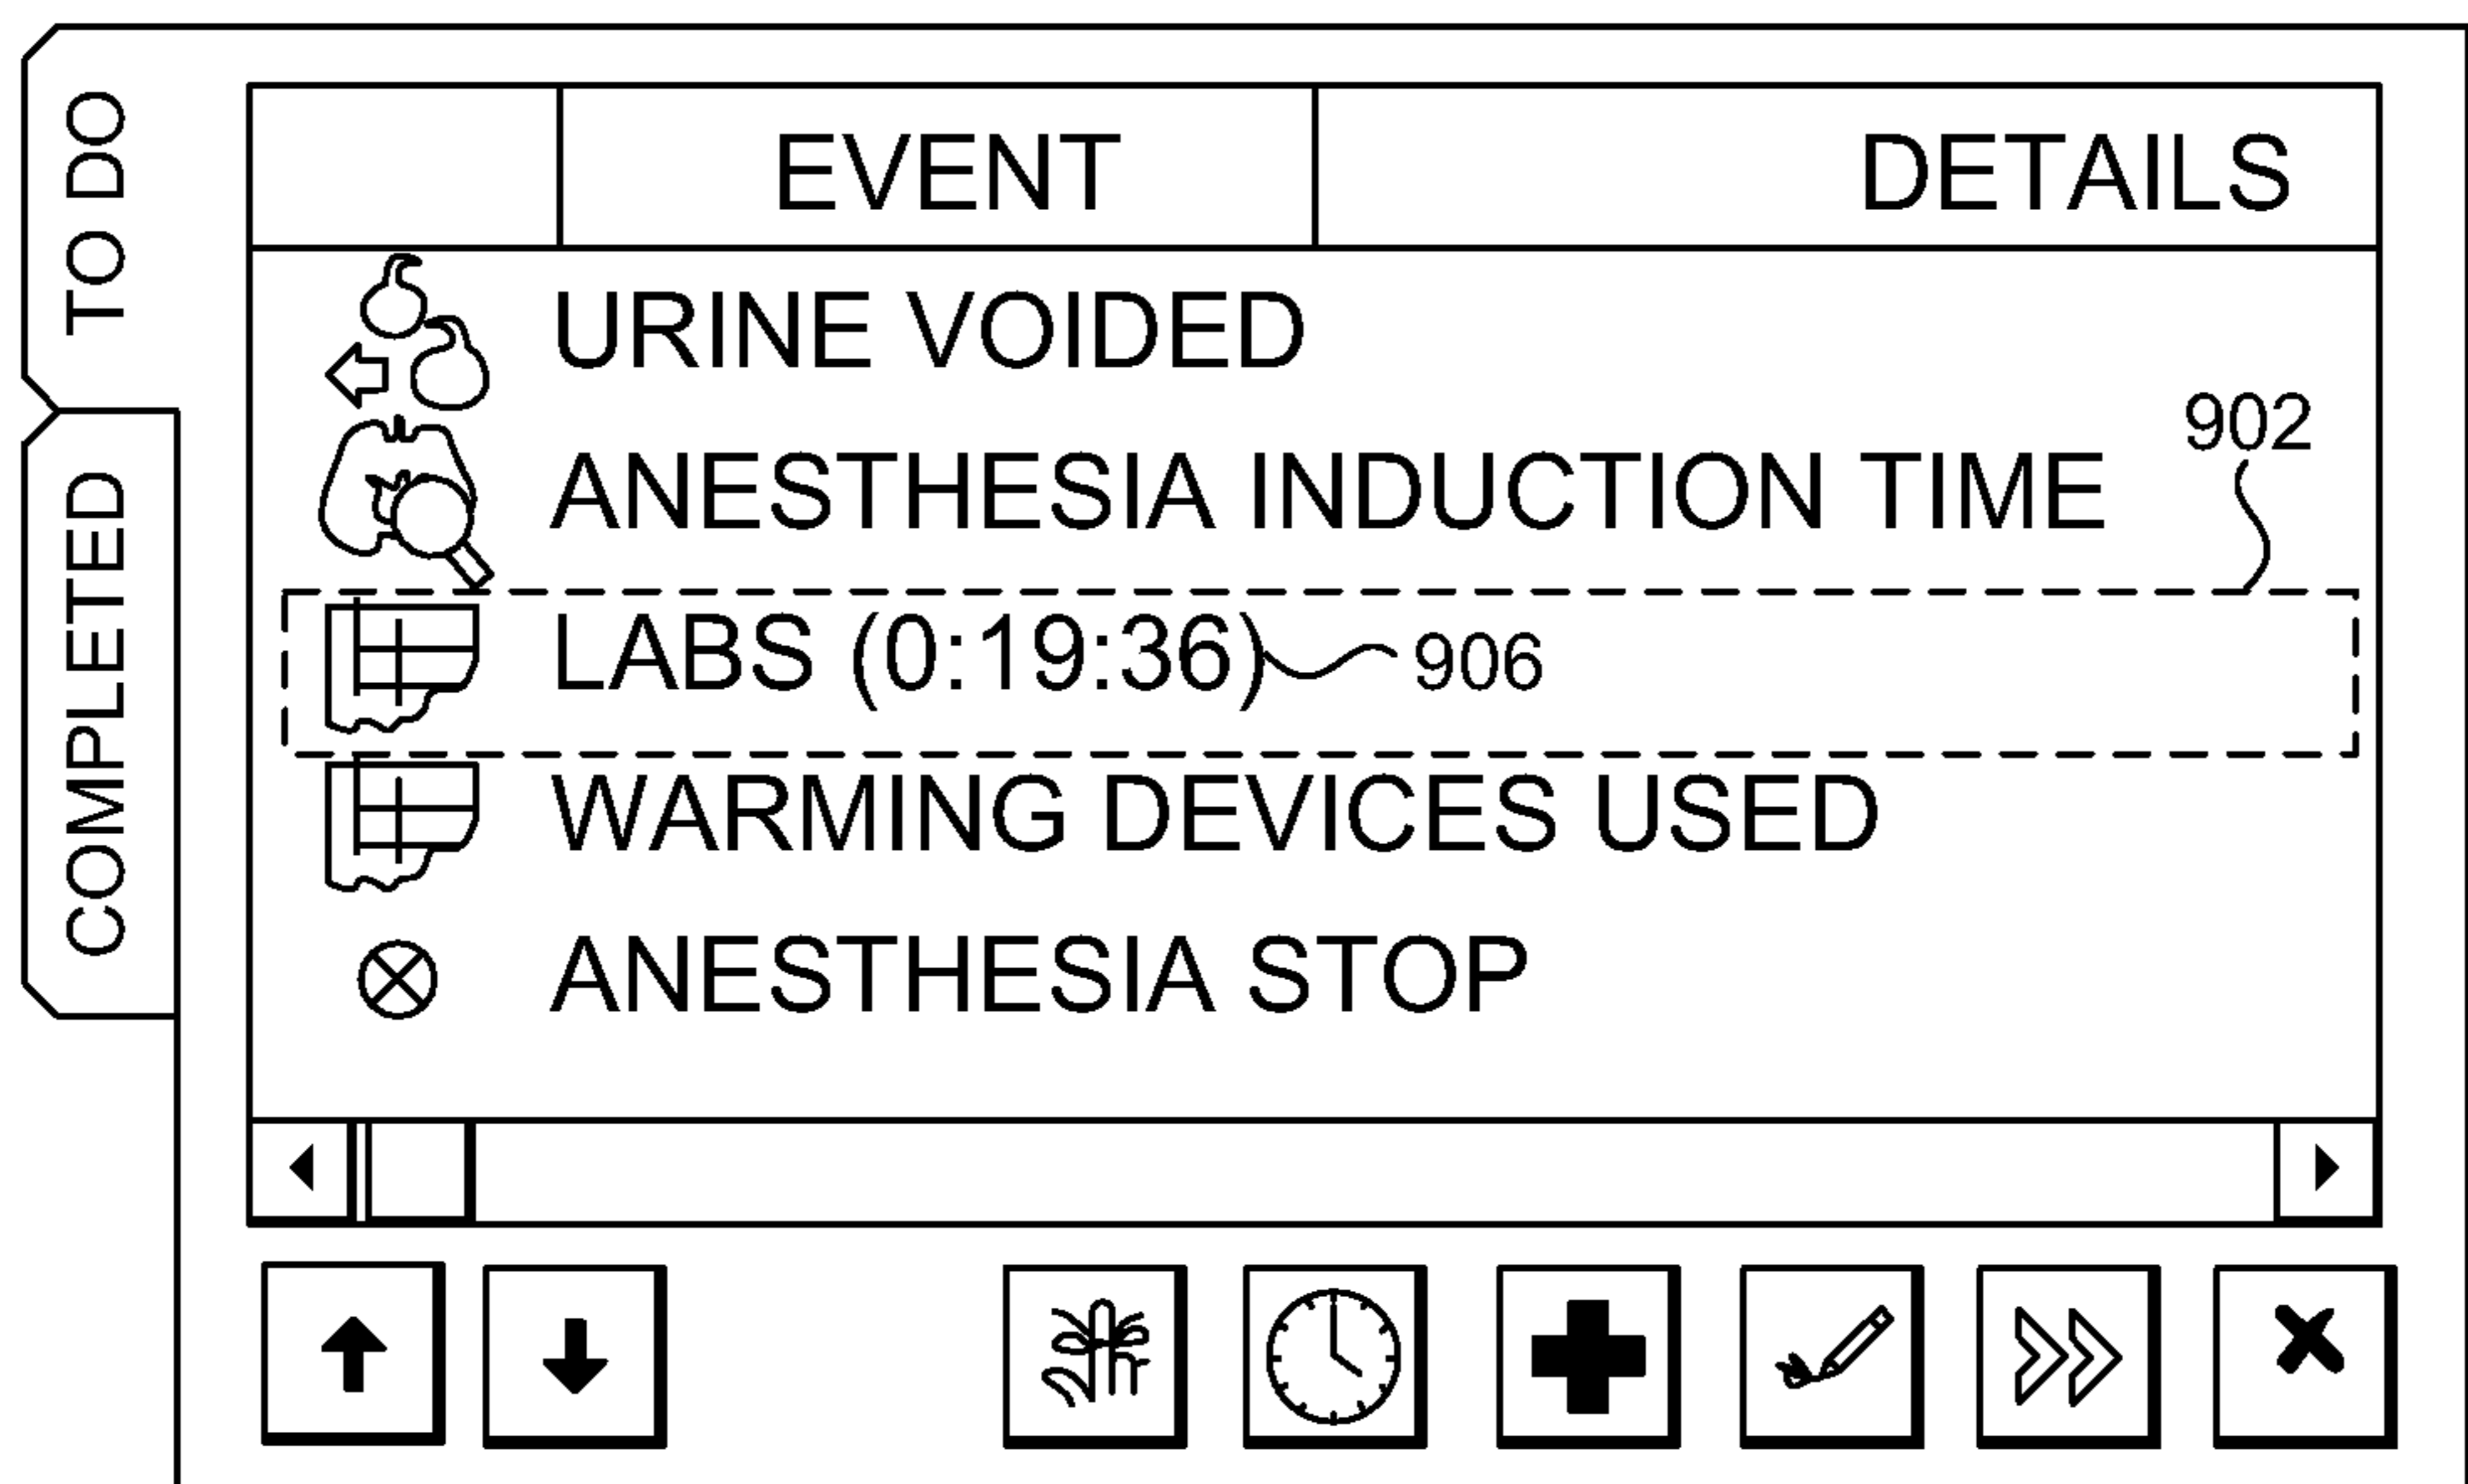 TO DO
COMPLETED
EVENT DETAILS
URINE VOIDED
902
ANESTHESIA INDUCTION TIME
LABS (0:19:36) 906
WARMING DEVICES USED
ANESTHESIA STOP